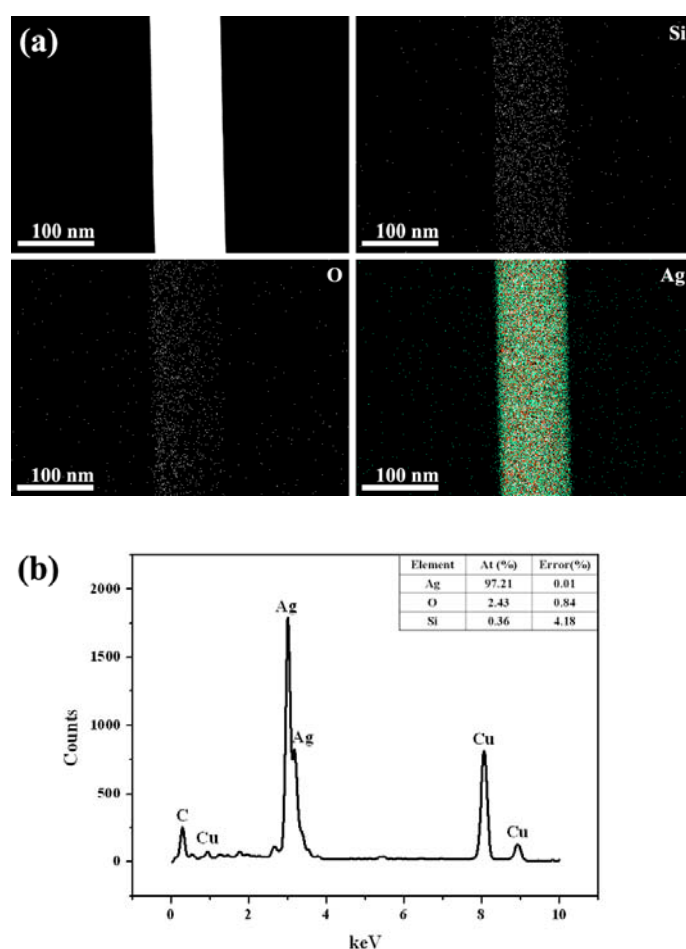 (a)
Si
100 nm
100 nm
O
Ag
100 nm
100 nm
(b)
Element At (%) Error(%)
Ag 97.21 0.01
O 2.43 0.84
Si 0.36 4.18
2000
1500
1000
500
0
Counts
Ag
Ag
Cu
C
Cu
Cu
0 2 4 6 8 10
keV